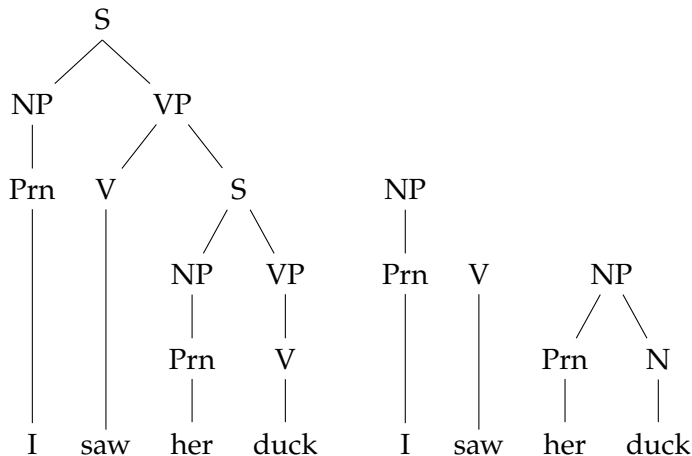 S
NP VP
Prn V S NP
NP VP Prn V NP
Prn V Prn N
I saw her duck I saw her duck